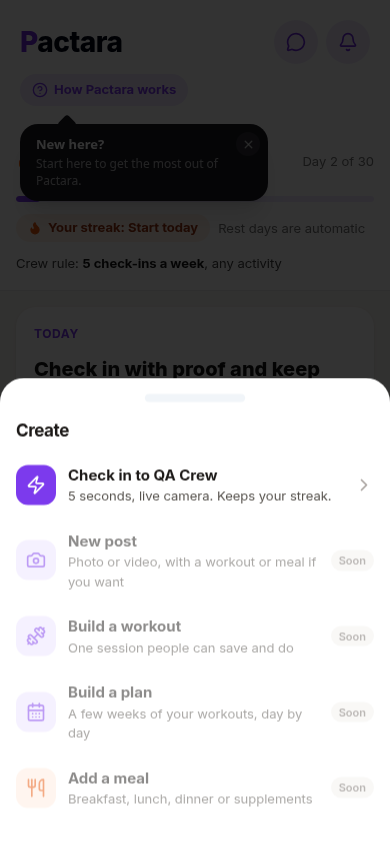 Pactara
How Pactara works
New here?
Start here to get the most out of
Pactara.
Day 2 of 30
Your streak: Start today
Rest days are automatic
Crew rule: 5 check-ins a week, any activity
TODAY
Check in with proof and keep
Create
Check in to QA Crew
5 seconds, live camera. Keeps your streak.
New post
Photo or video, with a workout or meal if
you want
Soon
Build a workout
One session people can save and do
Soon
Build a plan
A few weeks of your workouts, day by
day
Soon
Add a meal
Breakfast, lunch, dinner or supplements
Soon